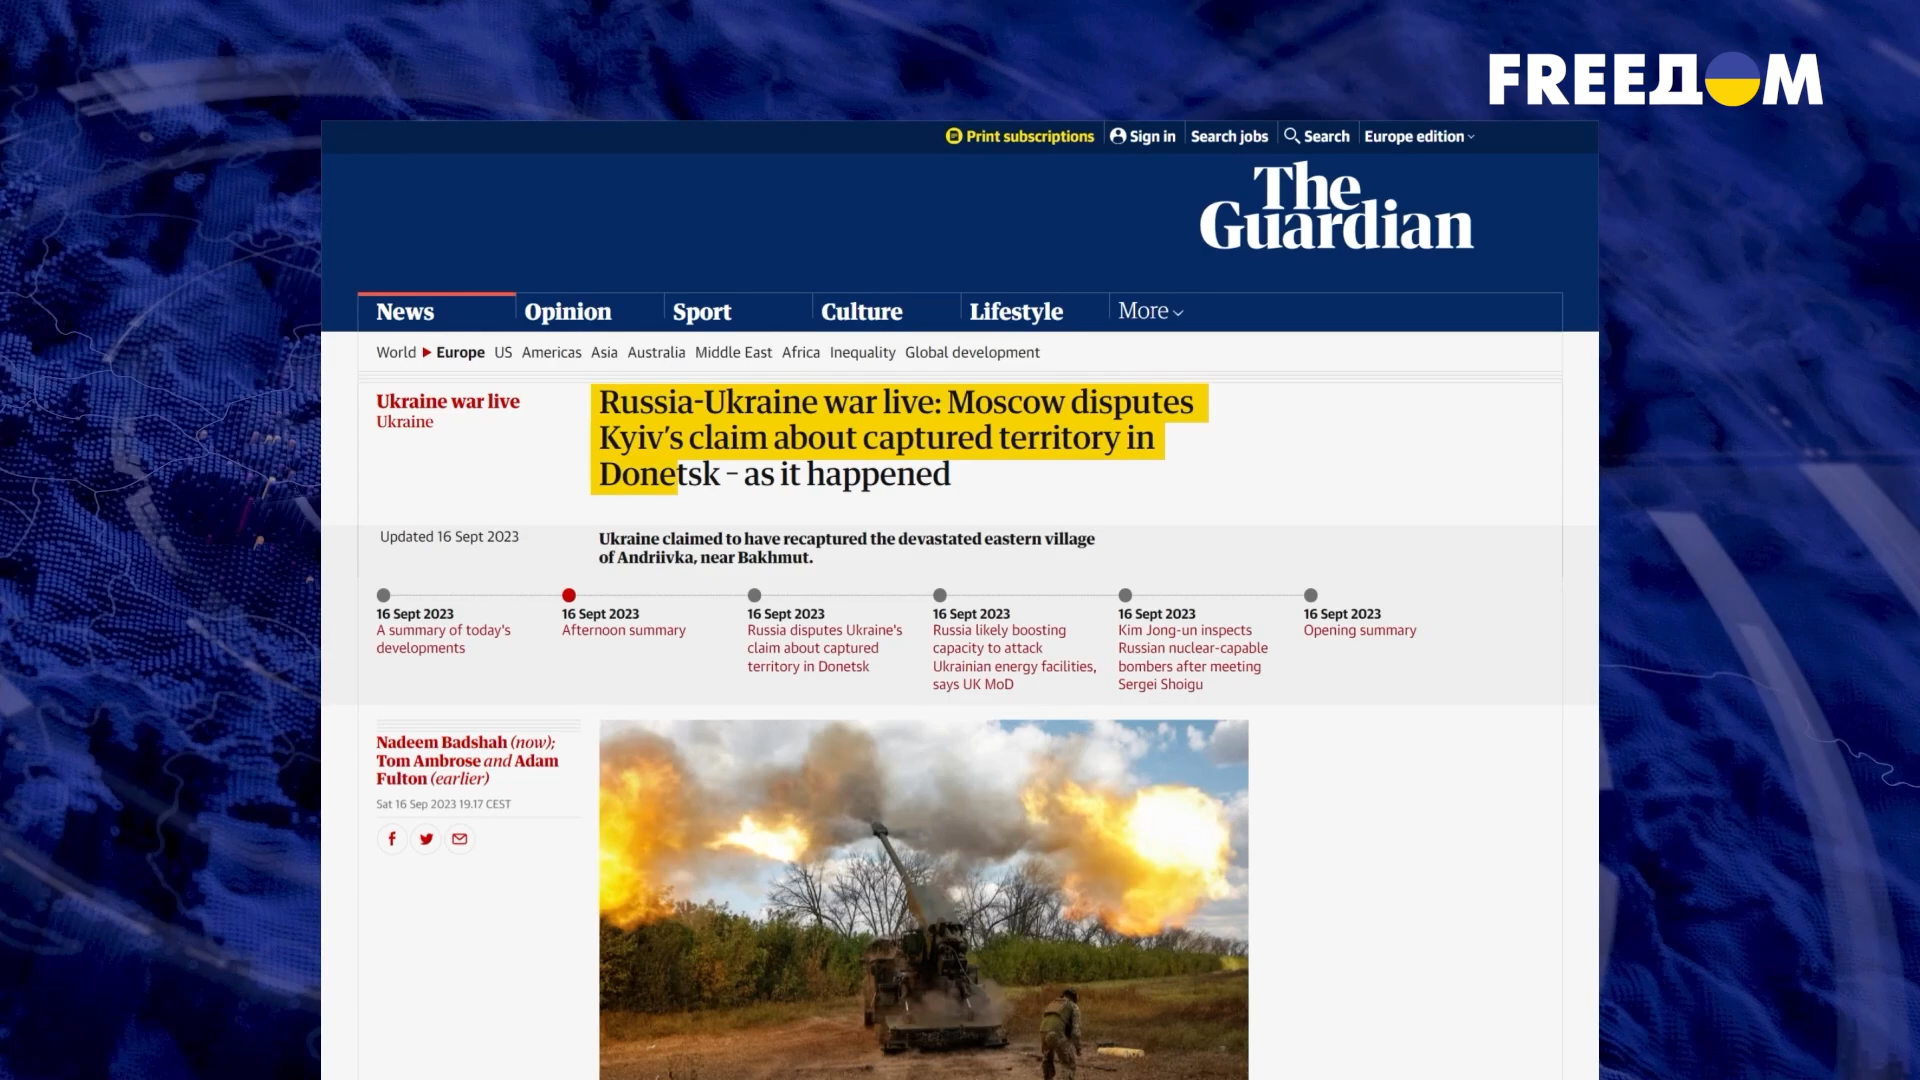 FREEДOM
Print subscriptions Sign in Search jobs Search Europe edition
The
Guardian
News Opinion Sport Culture Lifestyle More
World Europe US Americas Asia Australia Middle East Africa Inequality Global development
Ukraine war live
Ukraine
Russia-Ukraine war live: Moscow disputes
Kyiv’s claim about captured territory in
Donetsk – as it happened
Updated 16 Sept 2023
Ukraine claimed to have recaptured the devastated eastern village
of Andriivka, near Bakhmut.
16 Sept 2023
A summary of today's
developments
16 Sept 2023
Afternoon summary
16 Sept 2023
Russia disputes Ukraine's
claim about captured
territory in Donetsk
16 Sept 2023
Russia likely boosting
capacity to attack
Ukrainian energy facilities,
says UK MoD
16 Sept 2023
Kim Jong-un inspects
Russian nuclear-capable
bombers after meeting
Sergei Shoigu
16 Sept 2023
Opening summary
Nadeem Badshah (now);
Tom Ambrose and Adam
Fulton (earlier)
Sat 16 Sep 2023 19.17 CEST